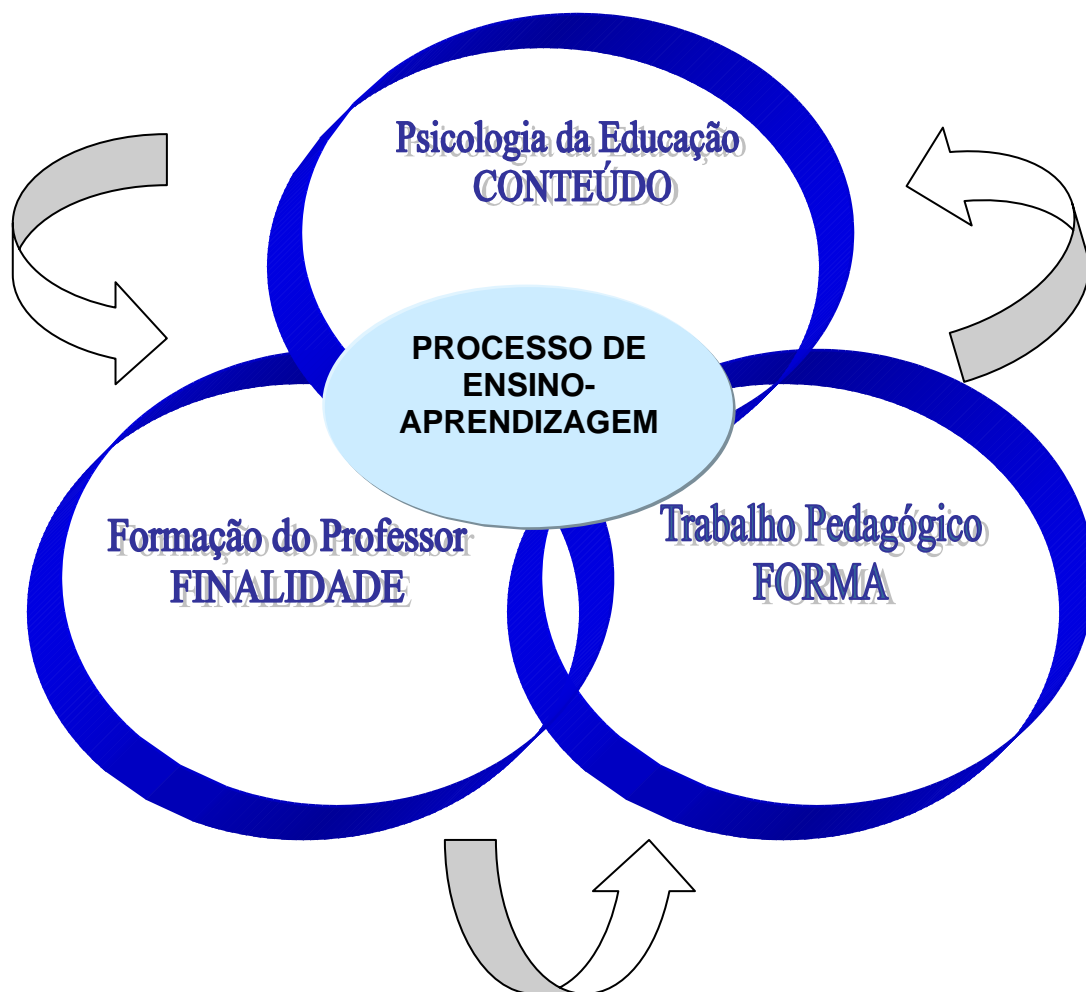 Psicologia da Educação
CONTEÚDO
PROCESSO DE
ENSINO-
APRENDIZAGEM
Formação do Professor
FINALIDADE
Trabalho Pedagógico
FORMA